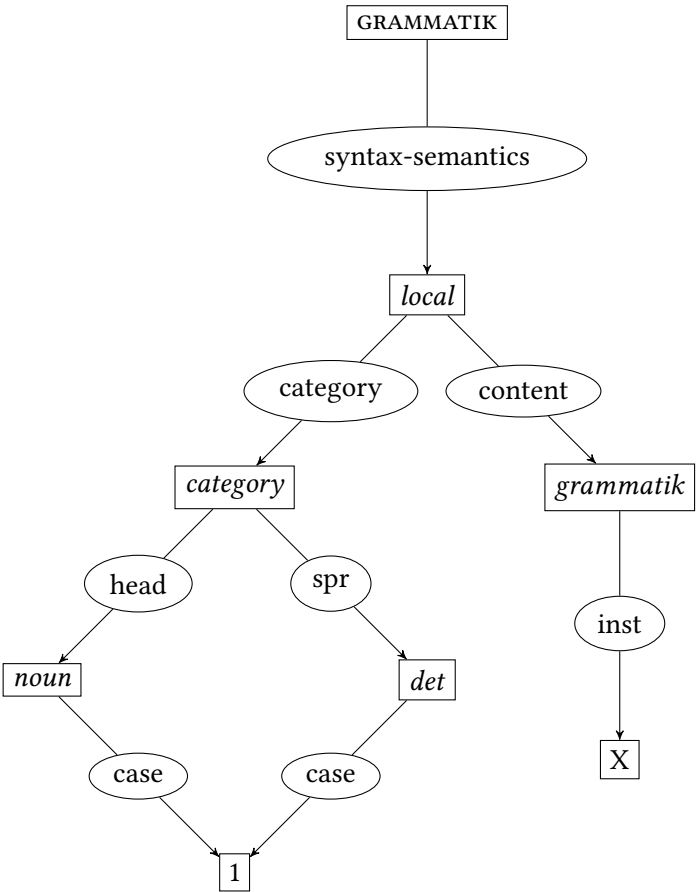 GRAMMATIK
syntax-semantics
local
category
content
category
grammatik
head
spr
inst
noun
det
case
case
X
1